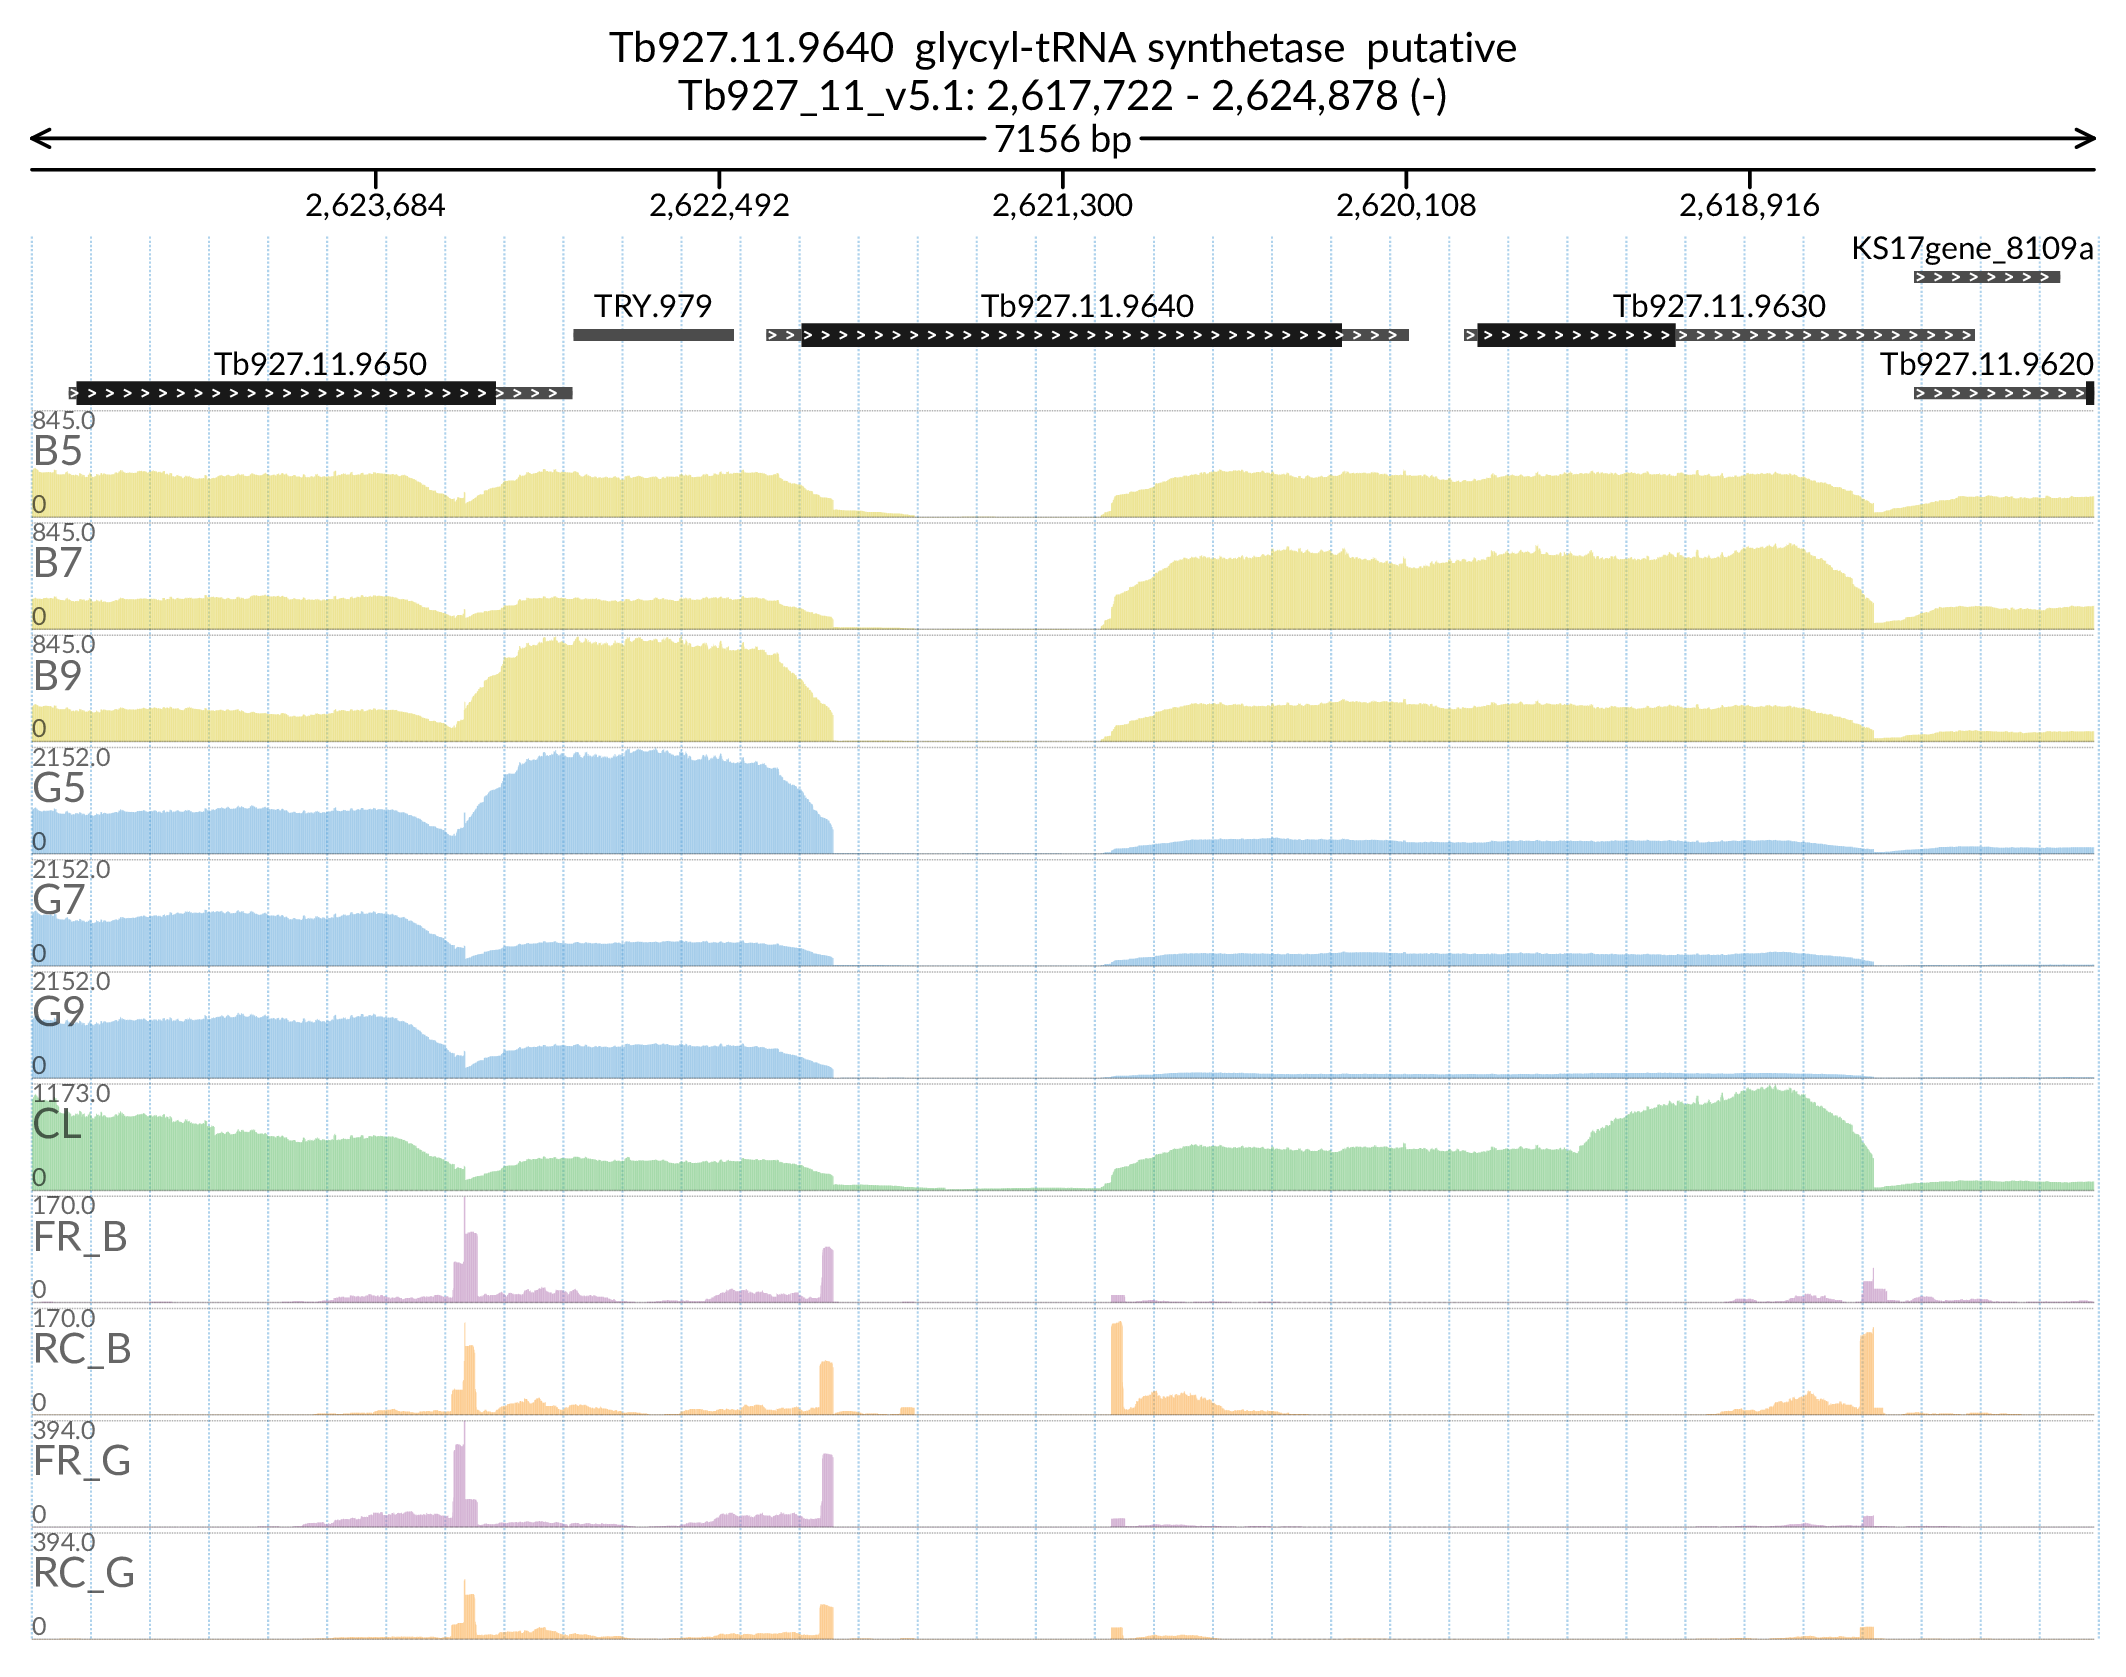 Tb927.11.9640  glycyl-tRNA synthetase  putative
Tb927_11_v5.1: 2,617,722 - 2,624,878 (-)
7156 bp
2,623,684 2,622,492 2,621,300 2,620,108 2,618,916
KS17gene_8109a
TRY.979 Tb927.11.9640 Tb927.11.9630
Tb927.11.9650 Tb927.11.9620
845.0
B5
0
845.0
B7
0
845.0
B9
0
2152.0
G5
0
2152.0
G7
0
2152.0
G9
0
1173.0
CL
0
170.0
FR_B
0
170.0
RC_B
0
394.0
FR_G
0
394.0
RC_G
0